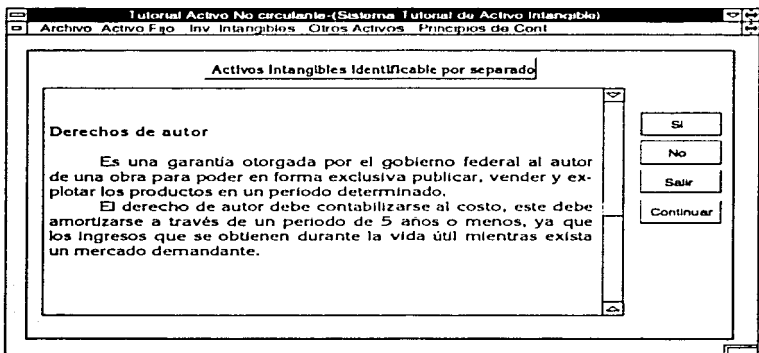 Tutorial Activo No circulante-(Sistema Tutorial de Activo Intangible)
Archivo Activo Fijo Inv Intangibles Otros Activos Principios de Cont
Activos Intangibles Identificable por separado
Derechos de autor
Es una garantía otorgada por el gobierno federal al autor
de una obra para poder en forma exclusiva publicar, vender y ex-
plotar los productos en un período determinado.
El derecho de autor debe contabilizarse al costo, este debe
amortizarse a través de un periodo de 5 años o menos, ya que
los ingresos que se obtienen durante la vida útil mientras exista
un mercado demandante.
Si
No
Salir
Continuar